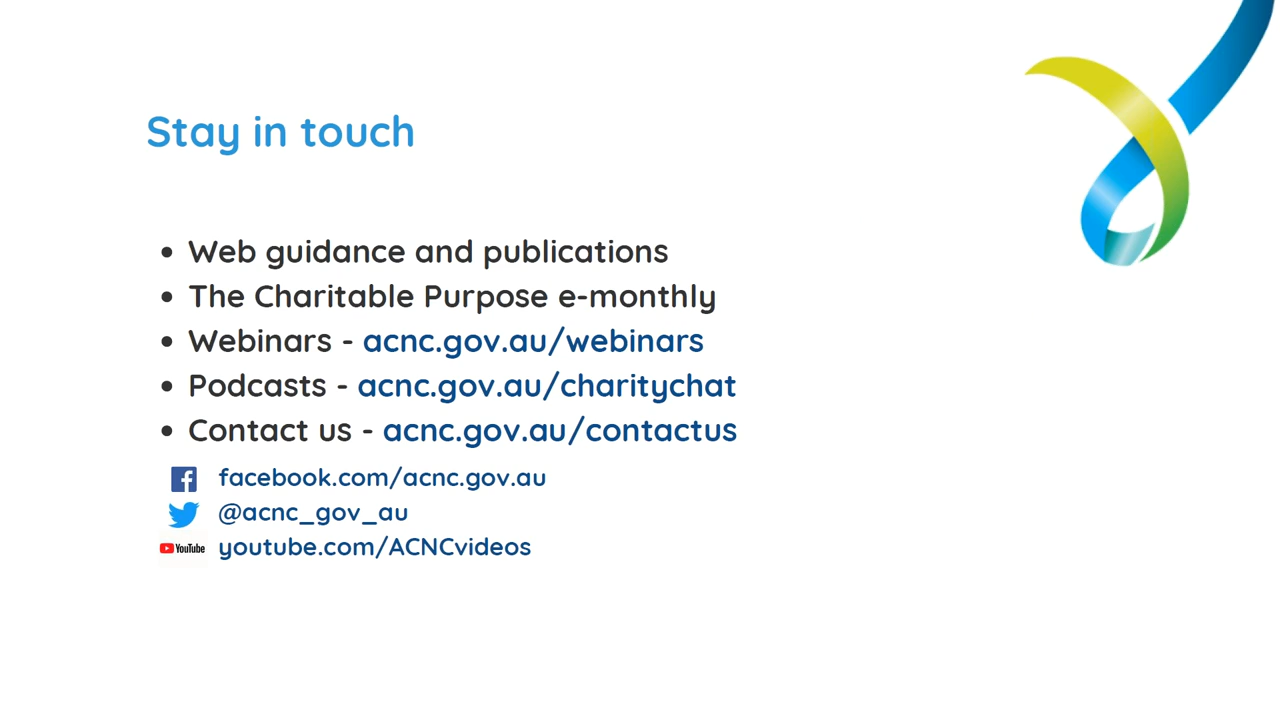 Stay in touch
• Web guidance and publications
• The Charitable Purpose e-monthly
• Webinars - acnc.gov.au/webinars
• Podcasts - acnc.gov.au/charitychat
• Contact us - acnc.gov.au/contactus
facebook.com/acnc.gov.au
@acnc_gov_au
YouTube youtube.com/ACNCvideos